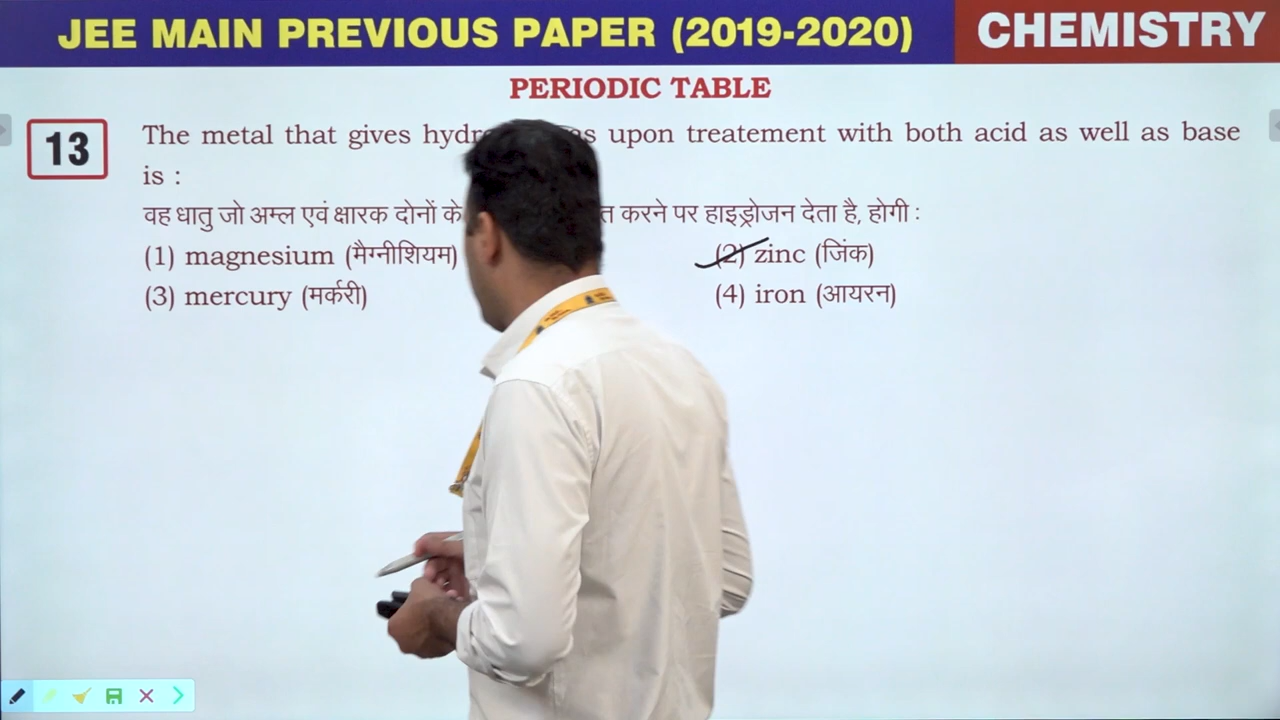 JEE MAIN PREVIOUS PAPER (2019-2020) CHEMISTRY
PERIODIC TABLE
13 The metal that gives upon treatement with both acid as well as base
is :
वह धातु जो अम्ल एवं क्षारक दोनों के करने पर हाइड्रोजन देता है, होगी :
(1) magnesium (मैग्नीशियम) (2) zinc (जिंक)
(3) mercury (मर्करी) (4) iron (आयरन)